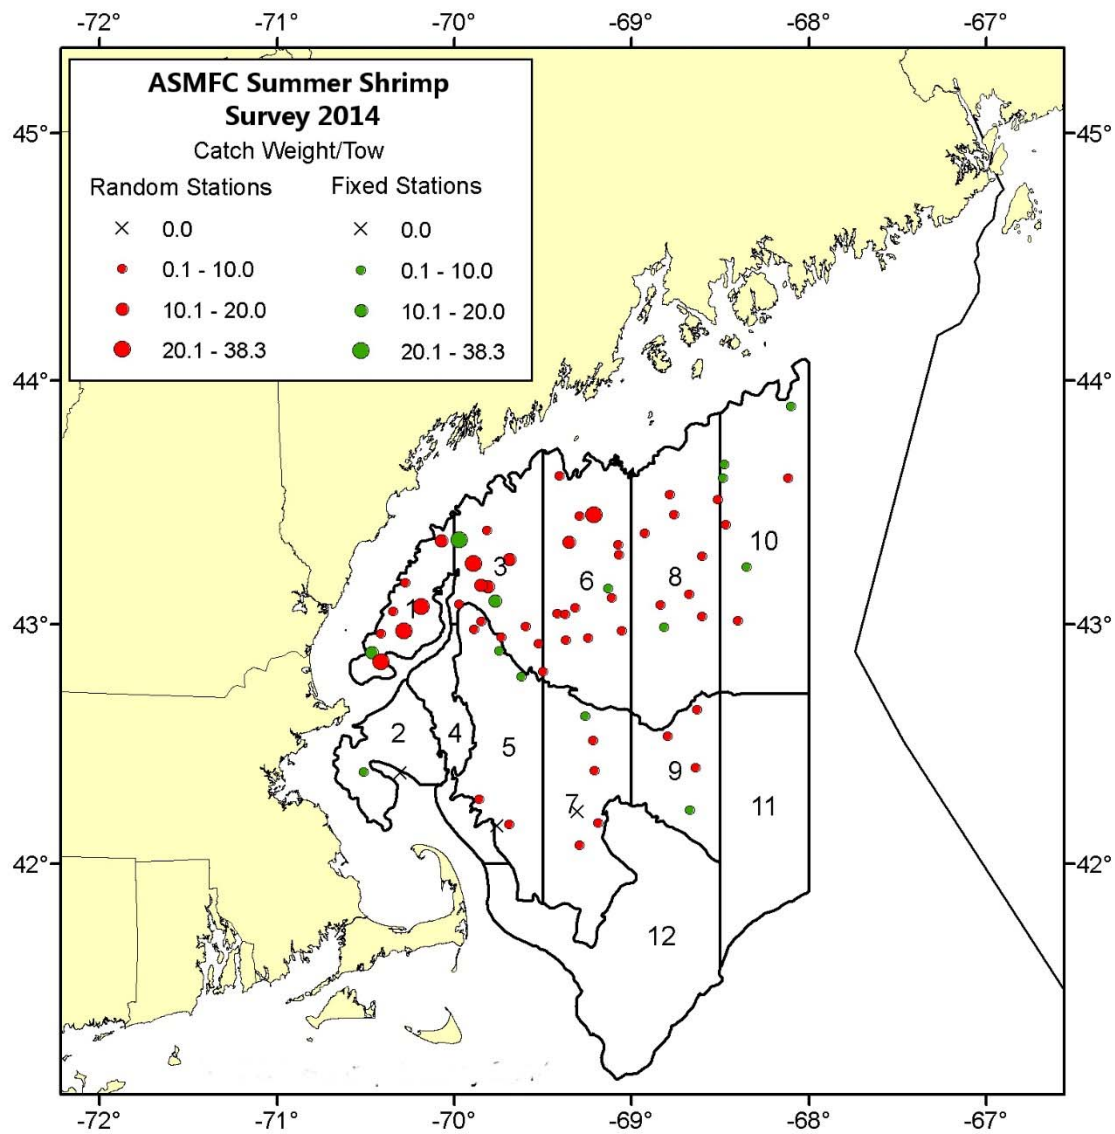 -72° -71° -70° -69° -68° -67°
ASMFC Summer Shrimp
Survey 2014
Catch Weight/Tow
Random Stations Fixed Stations
0.0 0.0
0.1 - 10.0 0.1 - 10.0
10.1 - 20.0 10.1 - 20.0
20.1 - 38.3 20.1 - 38.3
45° 45°
44° 44°
10
3
6
8
1
43° 43°
2
4
5
9
7
11
42° 42°
12
-72° -71° -70° -69° -68° -67°